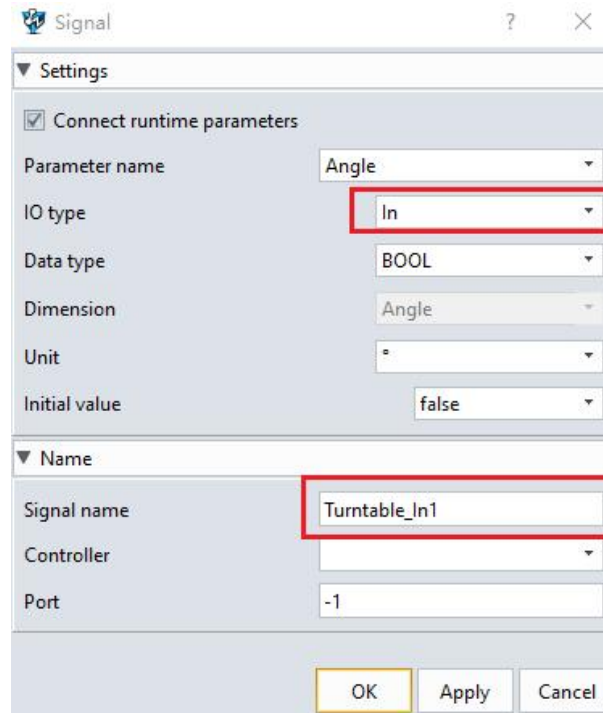 Signal
Settings
Connect runtime parameters
Parameter name Angle
IO type In
Data type BOOL
Dimension Angle
Unit °
Initial value false
Name
Signal name Turntable_In1
Controller
Port -1
OK Apply Cancel